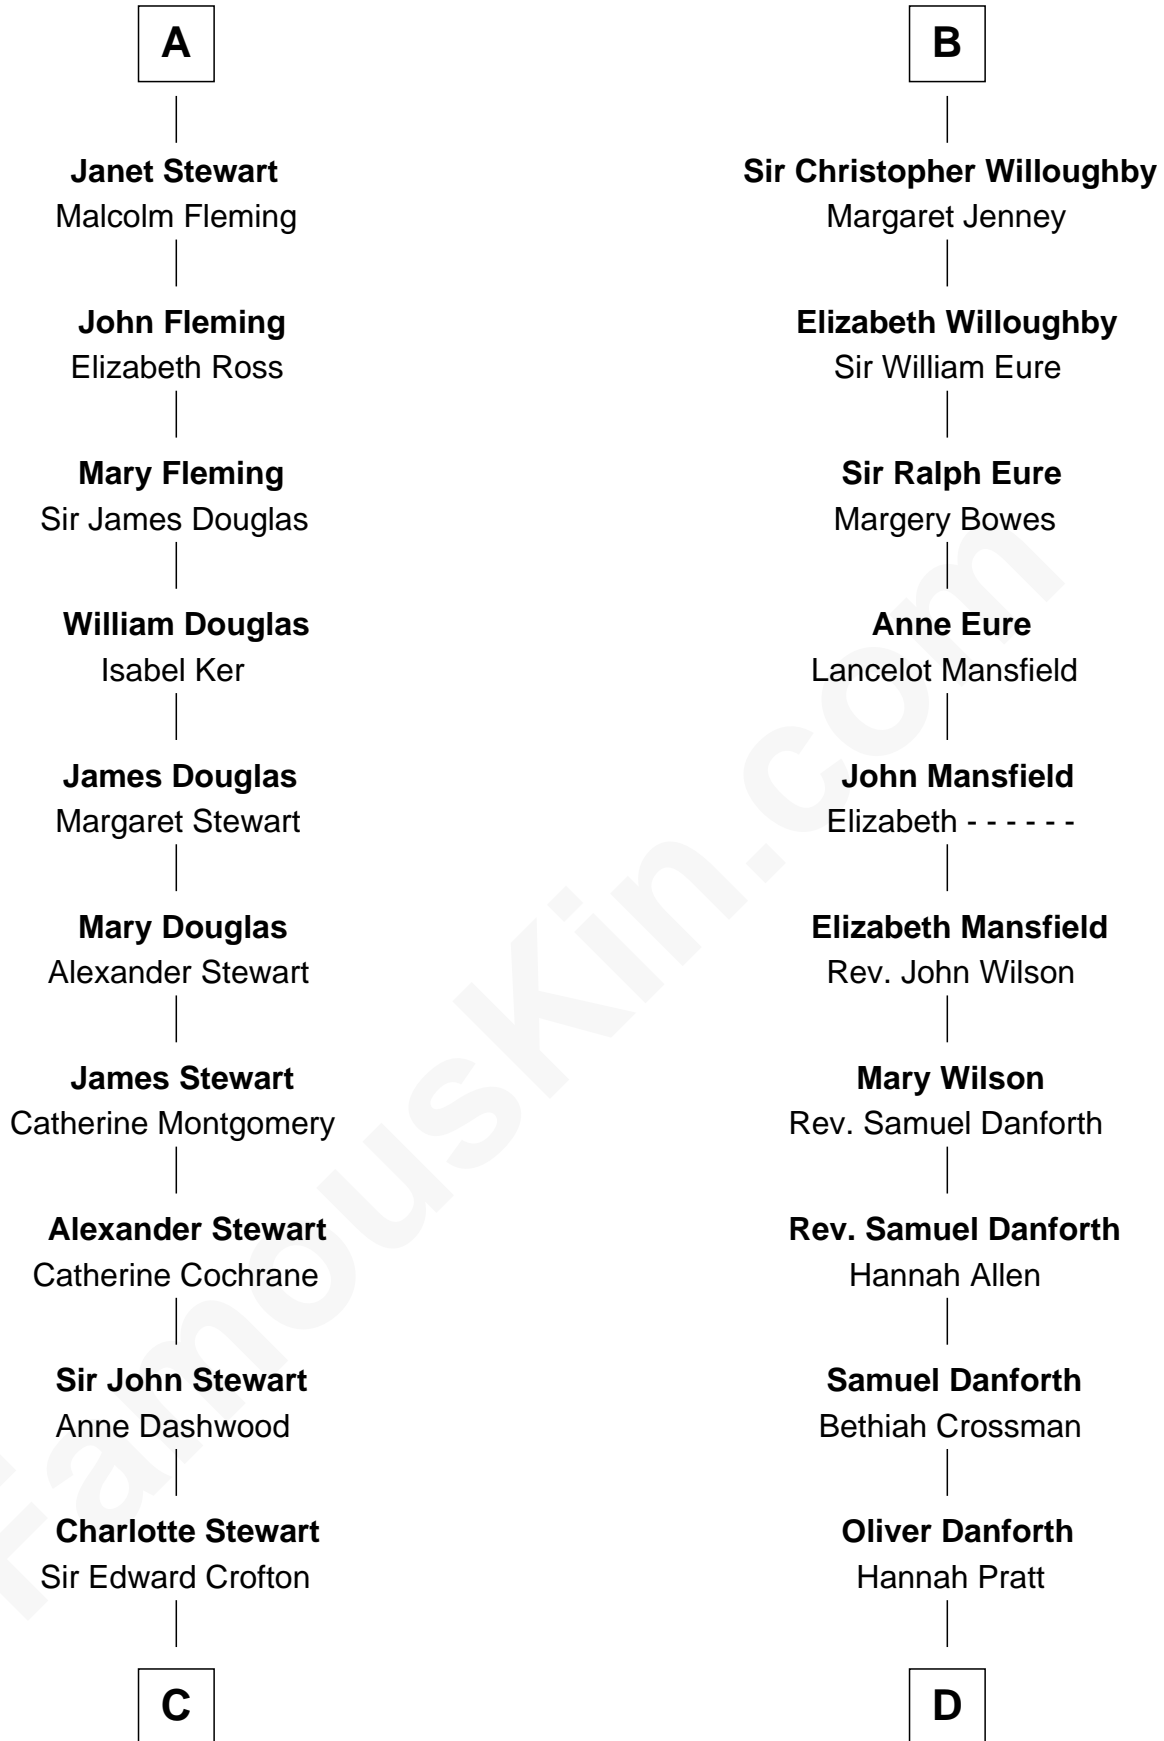 A
Janet Stewart
Malcolm Fleming
John Fleming
Elizabeth Ross
Mary Fleming
Sir James Douglas
William Douglas
Isabel Ker
James Douglas
Margaret Stewart
Mary Douglas
Alexander Stewart
James Stewart
Catherine Montgomery
Alexander Stewart
Catherine Cochrane
Sir John Stewart
Anne Dashwood
Charlotte Stewart
Sir Edward Crofton
C
B
Sir Christopher Willoughby
Margaret Jenney
Elizabeth Willoughby
Sir William Eure
Sir Ralph Eure
Margery Bowes
Anne Eure
Lancelot Mansfield
John Mansfield
Elizabeth - - - - - -
Elizabeth Mansfield
Rev. John Wilson
Mary Wilson
Rev. Samuel Danforth
Rev. Samuel Danforth
Hannah Allen
Samuel Danforth
Bethiah Crossman
Oliver Danforth
Hannah Pratt
D
FamousKin.com